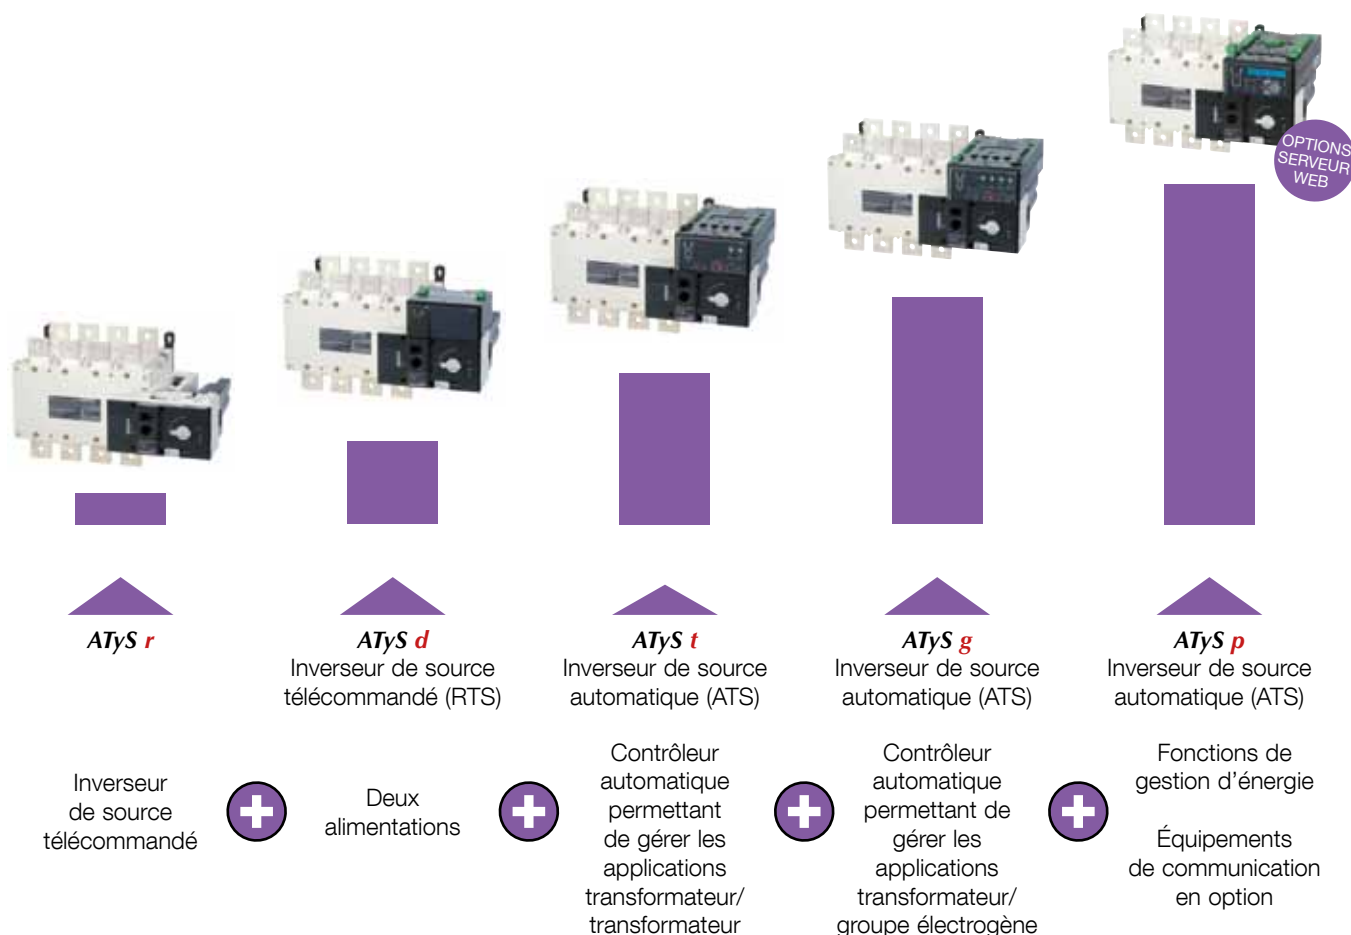 OPTIONS
SERVEUR
WEB
ATyS r
ATyS d
Inverseur de source
télécommandé (RTS)
ATyS t
Inverseur de source
automatique (ATS)
ATyS g
Inverseur de source
automatique (ATS)
ATyS p
Inverseur de source
automatique (ATS)
Inverseur
de source
télécommandé
Deux
alimentations
Contrôleur
automatique
permettant
de gérer les
applications
transformateur/
transformateur
Contrôleur
automatique
permettant de
gérer les
applications
transformateur/
groupe électrogène
Fonctions de
gestion d’énergie
Équipements
de communication
en option